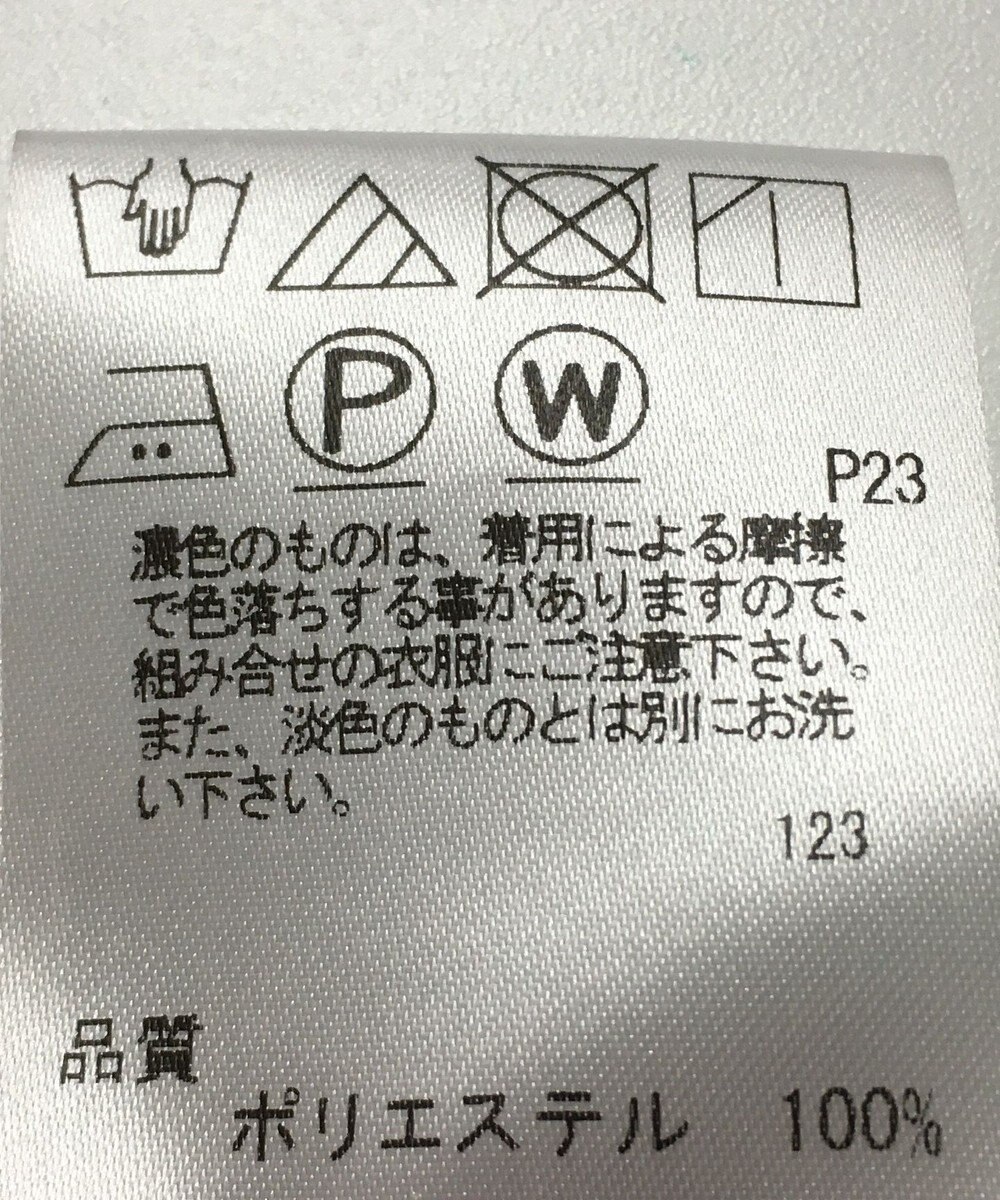 P
W
P23
濃色のものは、着用による摩擦
で色落ちする事がありますので、
組み合せの衣服にご注意下さい。
また、淡色のものとは別にお洗
い下さい。
123
品質
ポリエステル 100%